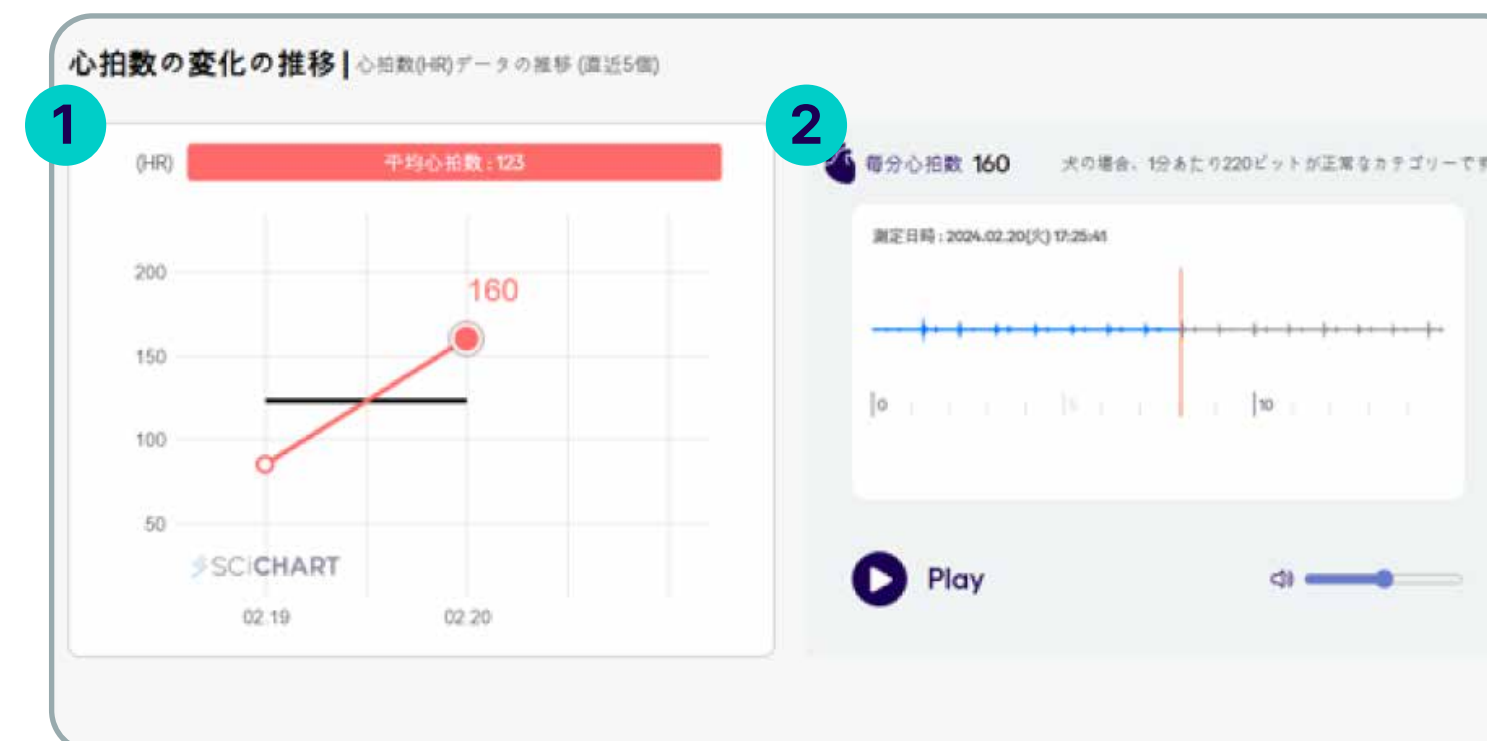 心拍数の変化の推移 | 心拍数(HR)データの推移 (直近5個)
1
(HR)
平均心拍数 : 123
200
150
100
50
160
SCiCHART
02.19
02.20
2
毎分心拍数 160
犬の場合、1分あたり220ビットが正常なカテゴリーです
測定日時 : 2024.02.20(火) 17:25:41
0
5
10
Play